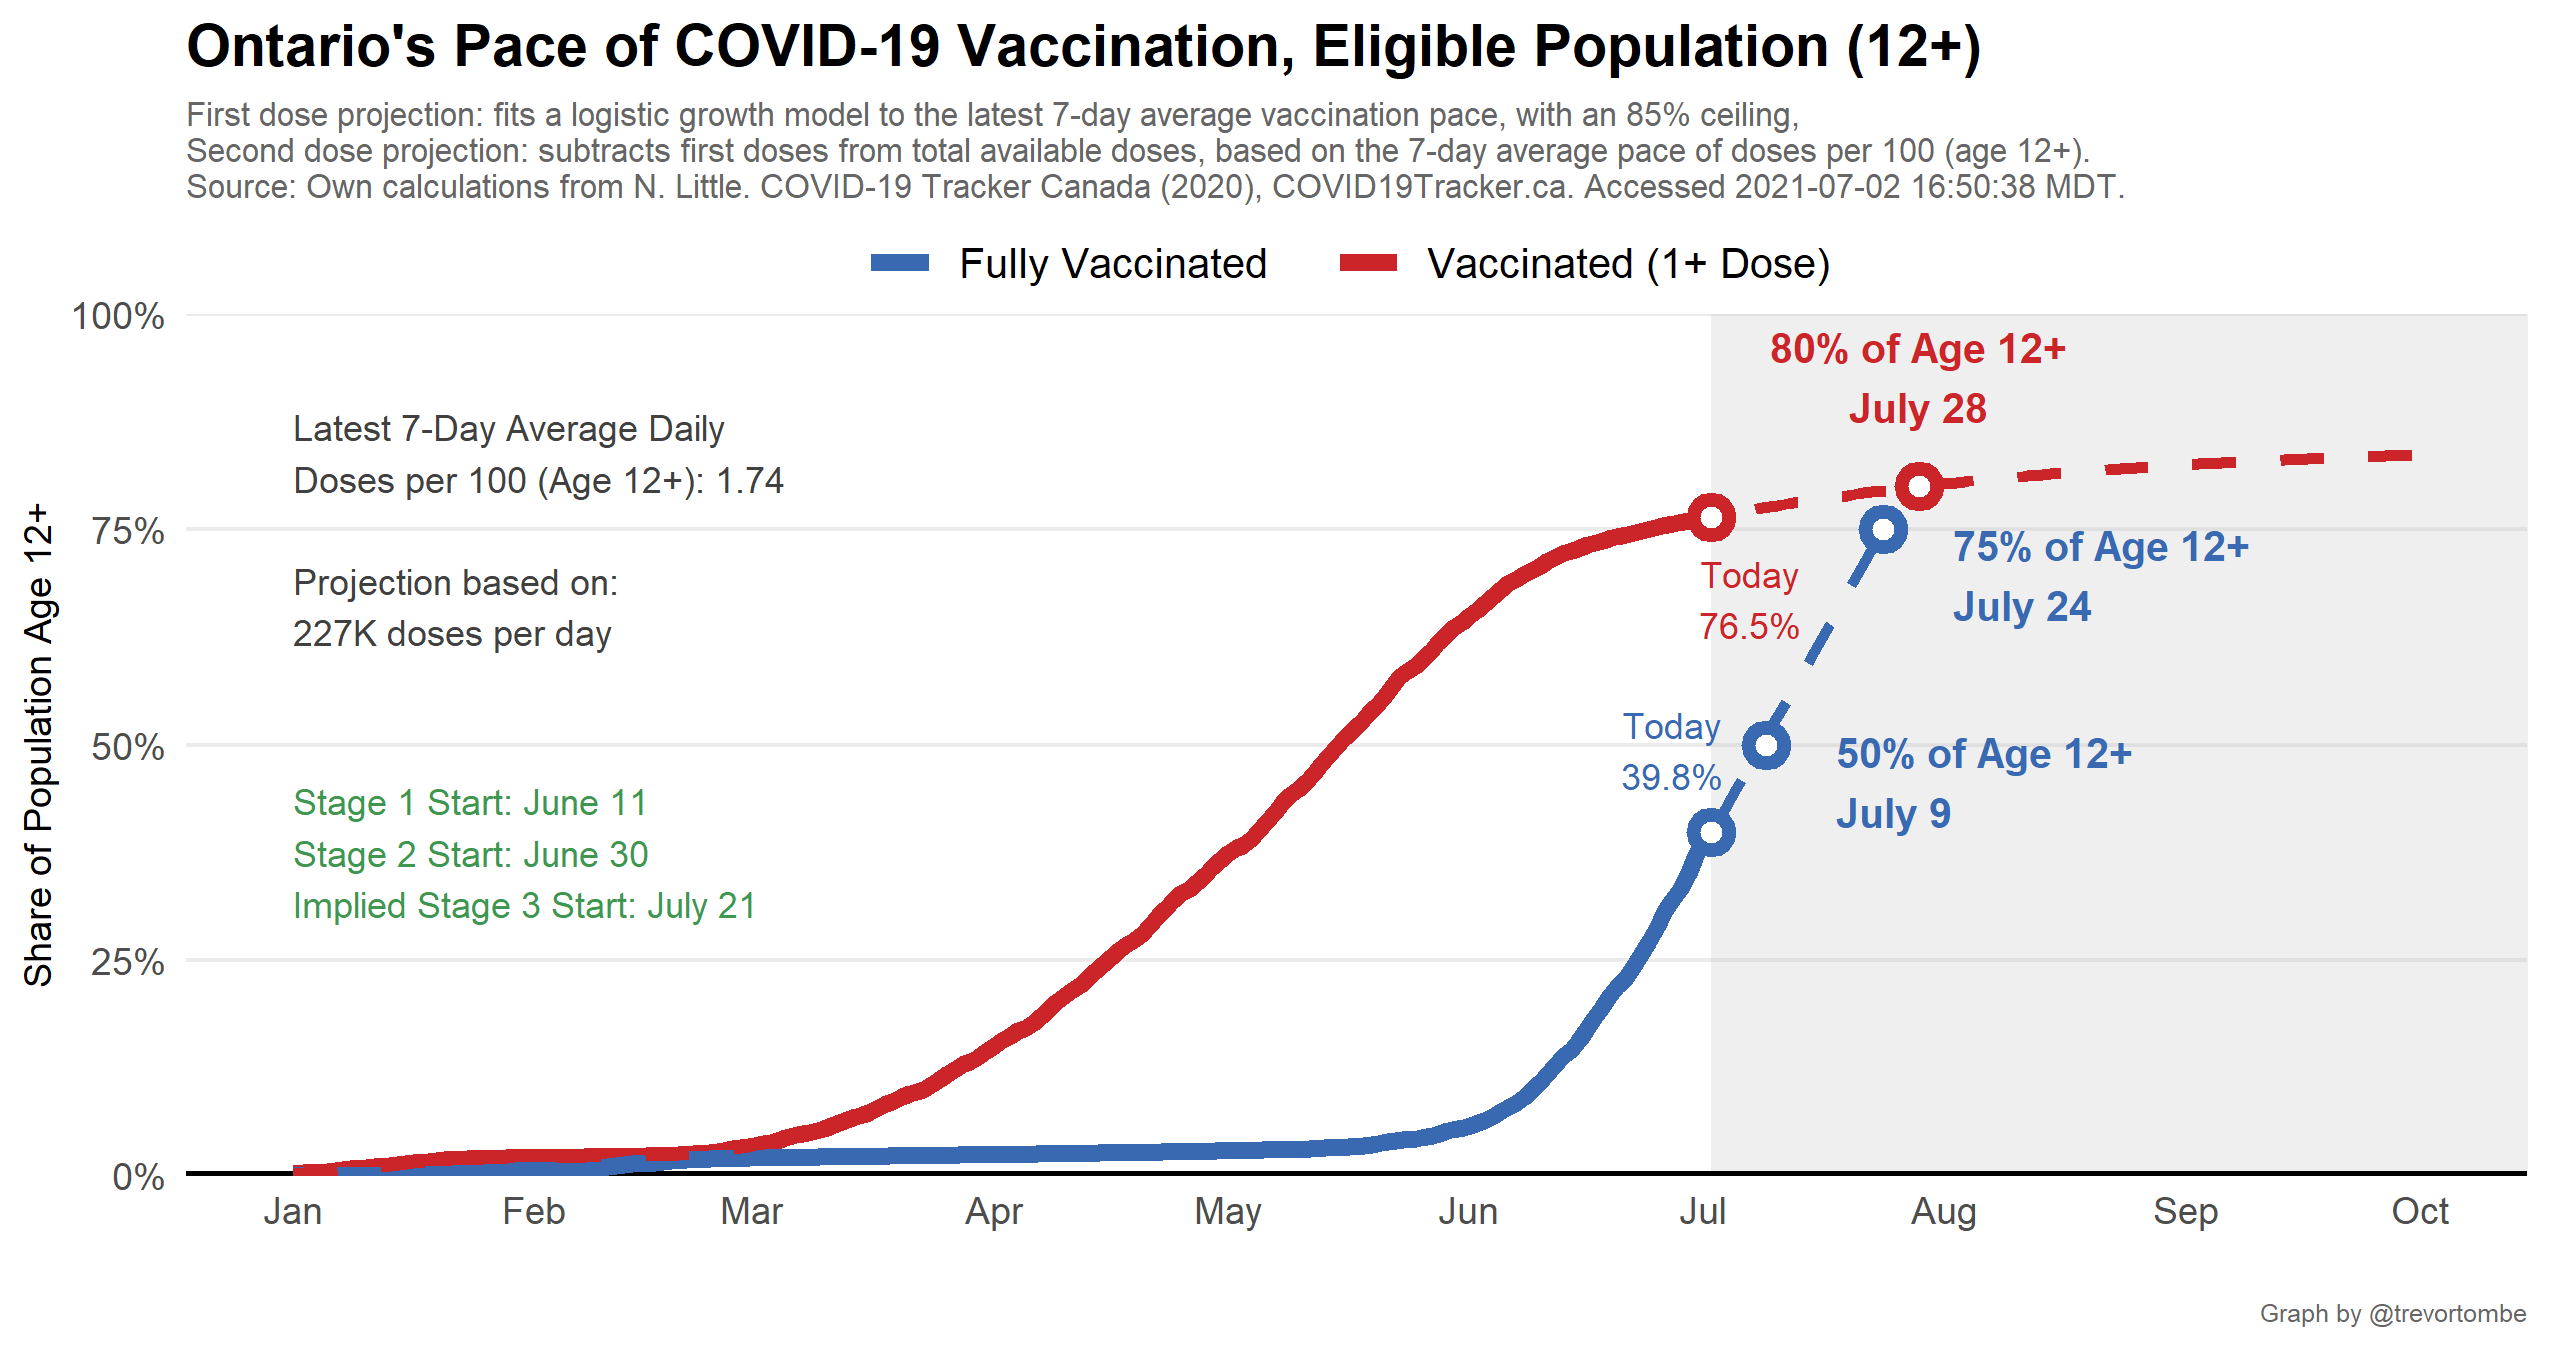 Ontario's Pace of COVID-19 Vaccination, Eligible Population (12+)
First dose projection: fits a logistic growth model to the latest 7-day average vaccination pace, with an 85% ceiling,
Second dose projection: subtracts first doses from total available doses, based on the 7-day average pace of doses per 100 (age 12+).
Source: Own calculations from N. Little. COVID-19 Tracker Canada (2020), COVID19Tracker.ca. Accessed 2021-07-02 16:50:38 MDT.
Fully Vaccinated
Vaccinated (1+ Dose)
Share of Population Age 12+
100%
75%
50%
25%
0%
Latest 7-Day Average Daily
Doses per 100 (Age 12+): 1.74
Projection based on:
227K doses per day
Stage 1 Start: June 11
Stage 2 Start: June 30
Implied Stage 3 Start: July 21
80% of Age 12+
July 28
Today
76.5%
75% of Age 12+
July 24
Today
39.8%
50% of Age 12+
July 9
Jan
Feb
Mar
Apr
May
Jun
Jul
Aug
Sep
Oct
Graph by @trevortombe